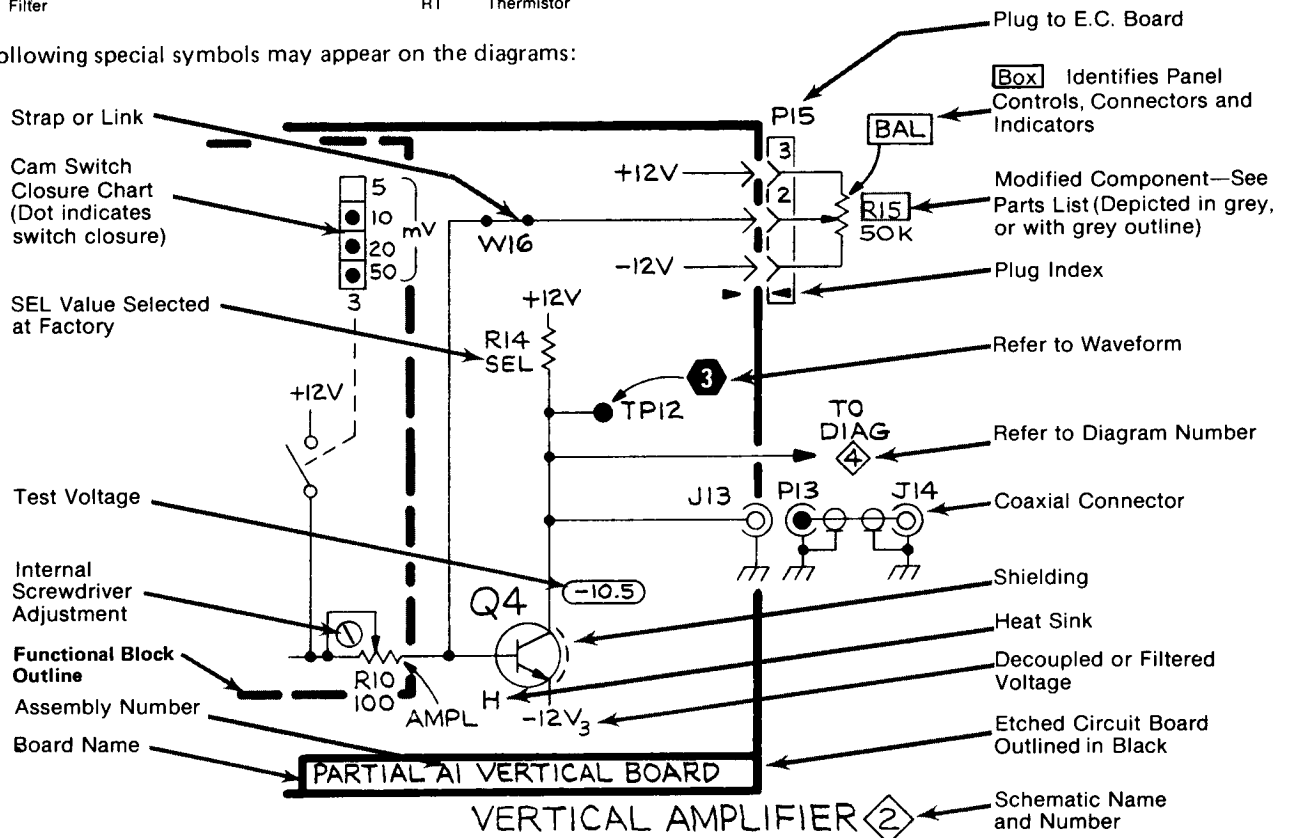 Filter
RT Thermistor
ollowing special symbols may appear on the diagrams:
Plug to E.C. Board
Box Identifies Panel
Controls, Connectors and
Indicators
Modified Component—See
Parts List (Depicted in grey,
or with grey outline)
Plug Index
Refer to Waveform
Refer to Diagram Number
Coaxial Connector
Shielding
Heat Sink
Decoupled or Filtered
Voltage
Etched Circuit Board
Outlined in Black
Schematic Name
and Number
Strap or Link
Cam Switch
Closure Chart
(Dot indicates
switch closure)
SEL Value Selected
at Factory
Test Voltage
Internal
Screwdriver
Adjustment
Functional Block
Outline
Assembly Number
Board Name
5
10
20
50
mV
3
+12V
W16
+12V
-12V
P15
3
2
BAL
R15
50K
+12V
R14
SEL
3
TP12
TO
DIAG
4
J13
P13
J14
-10.5
Q4
R10
100
AMPL
H
-12V3
PARTIAL A1 VERTICAL BOARD
VERTICAL AMPLIFIER 2